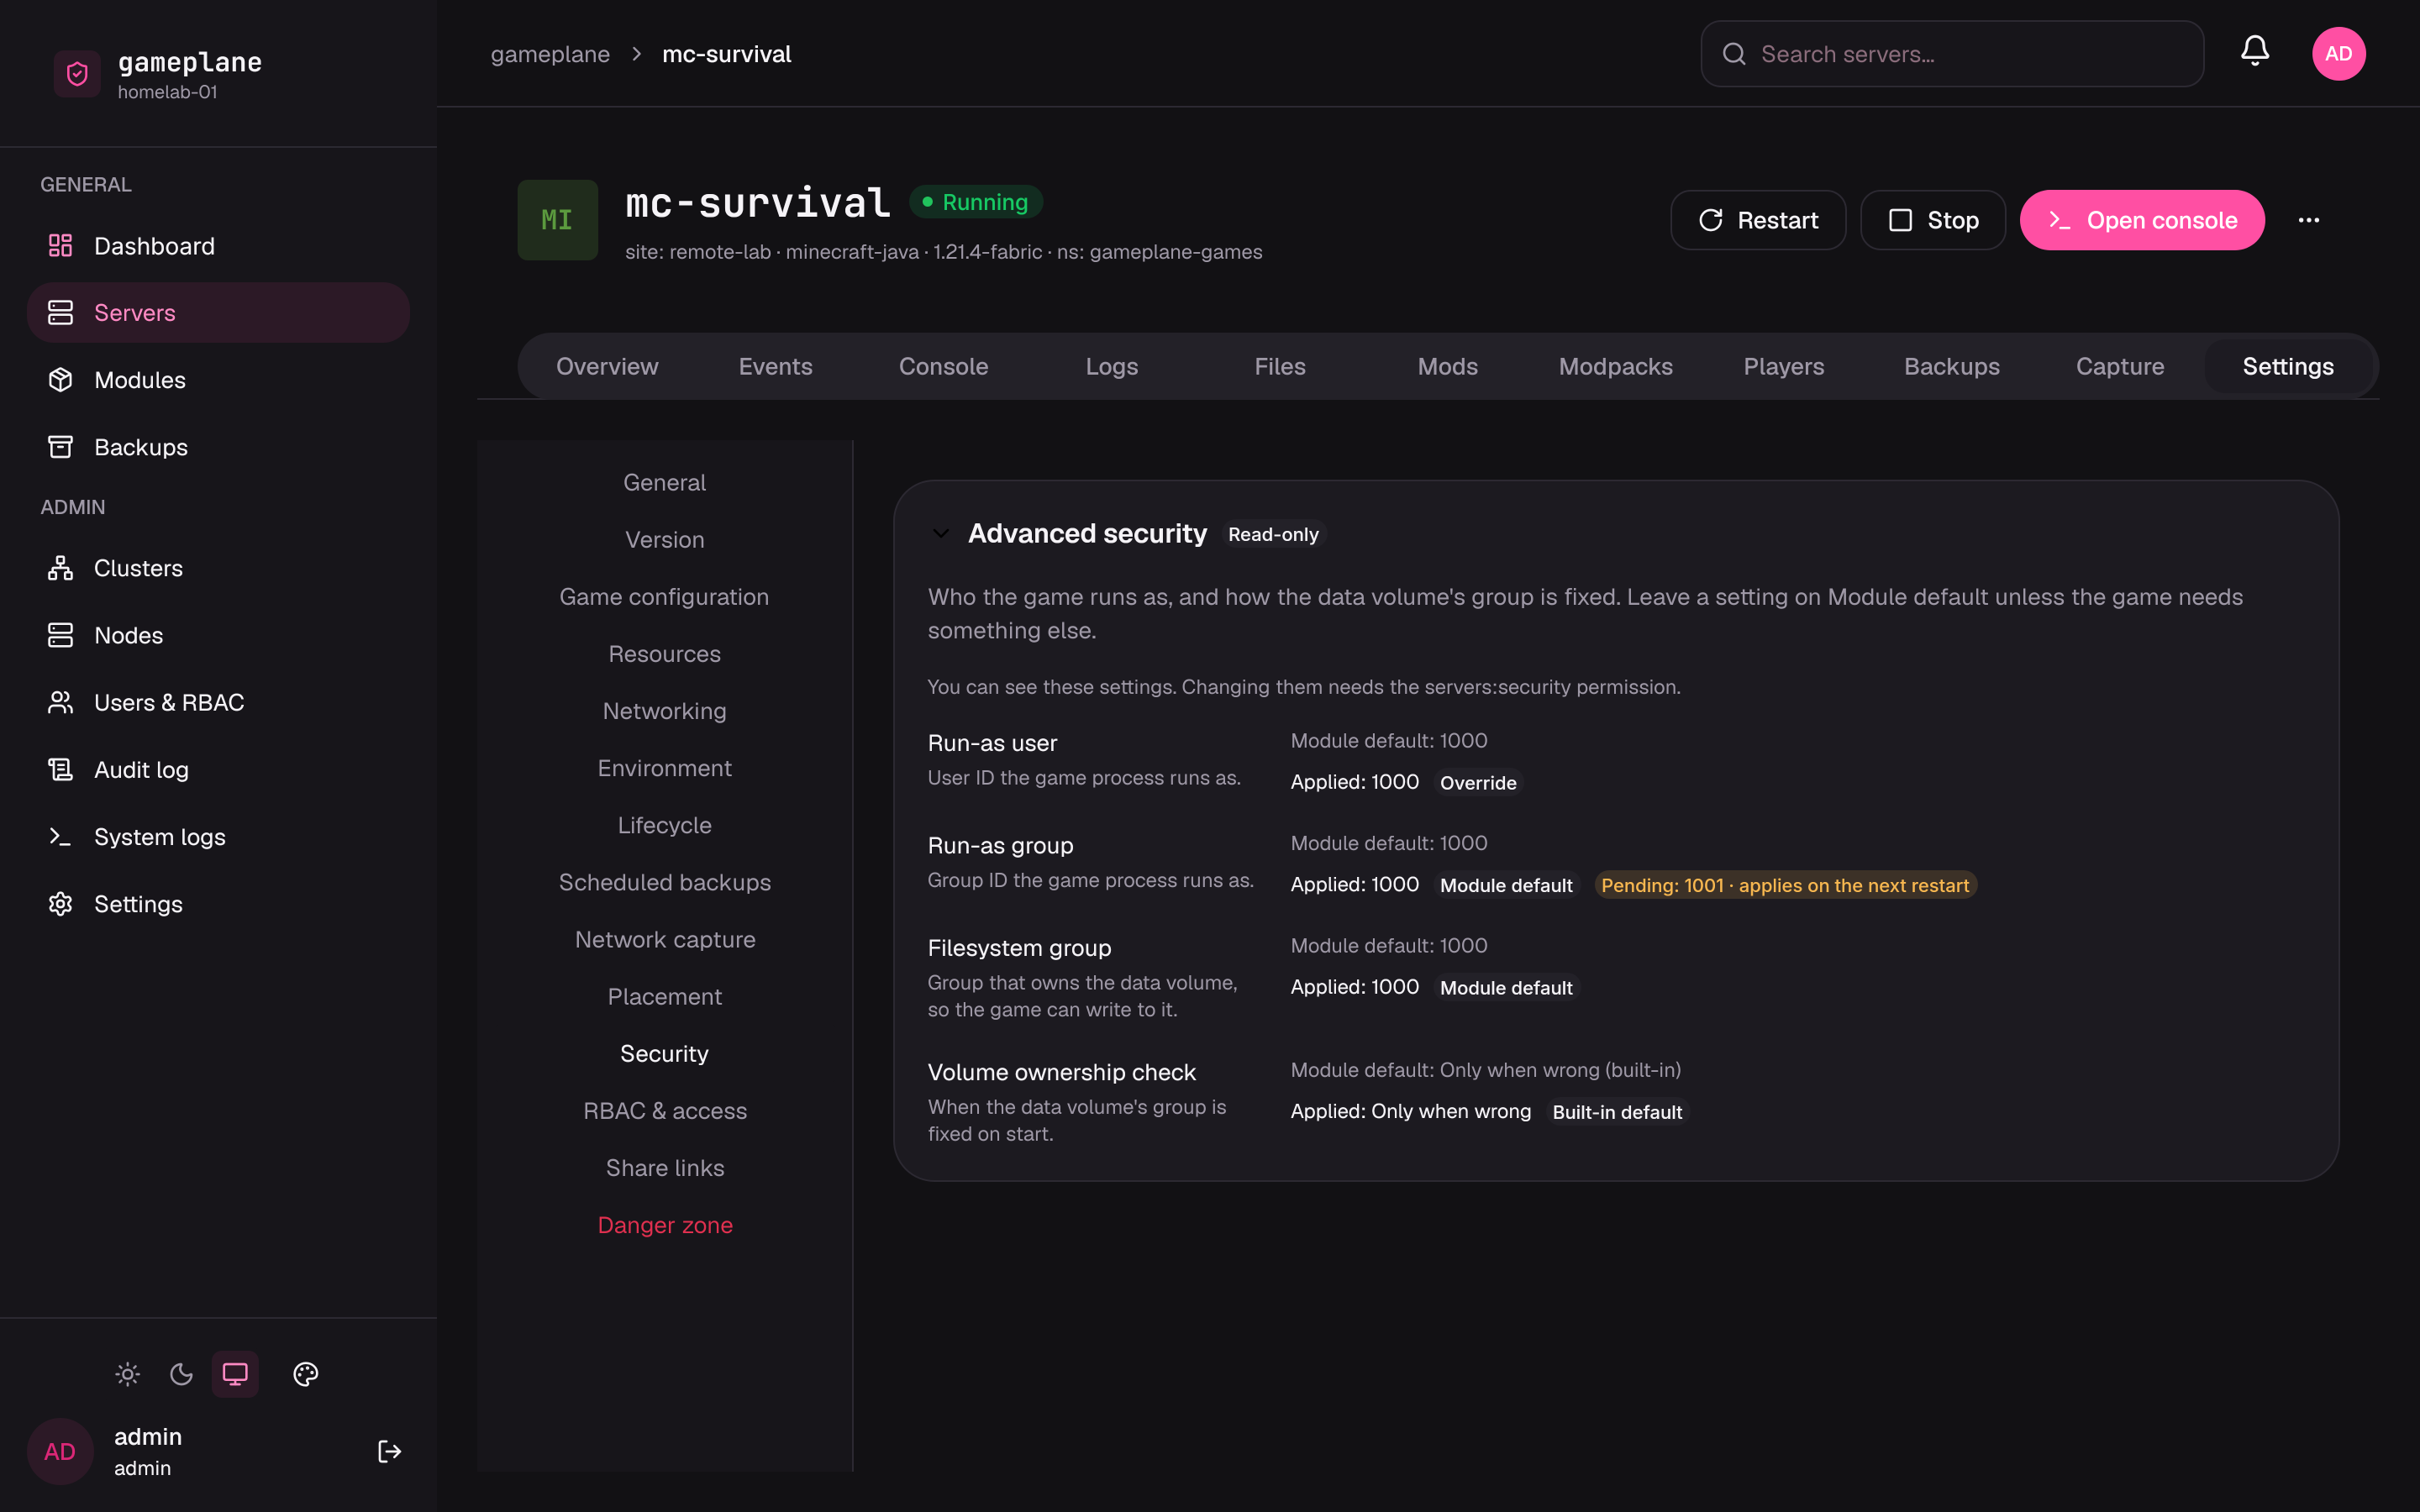 gameplane
homelab-01
GENERAL
Dashboard
Servers
Modules
Backups
ADMIN
Clusters
Nodes
Users & RBAC
Audit log
System logs
Settings
AD
admin
admin
gameplane > mc-survival
Search servers...
AD
MI
mc-survival
Running
site: remote-lab · minecraft-java · 1.21.4-fabric · ns: gameplane-games
Restart
Stop
Open console
Overview
Events
Console
Logs
Files
Mods
Modpacks
Players
Backups
Capture
Settings
General
Version
Game configuration
Resources
Networking
Environment
Lifecycle
Scheduled backups
Network capture
Placement
Security
RBAC & access
Share links
Danger zone
Advanced security Read-only
Who the game runs as, and how the data volume's group is fixed. Leave a setting on Module default unless the game needs
something else.
You can see these settings. Changing them needs the servers:security permission.
Run-as user
User ID the game process runs as.
Module default: 1000
Applied: 1000 Override
Run-as group
Group ID the game process runs as.
Module default: 1000
Applied: 1000 Module default Pending: 1001 · applies on the next restart
Filesystem group
Group that owns the data volume,
so the game can write to it.
Module default: 1000
Applied: 1000 Module default
Volume ownership check
When the data volume's group is
fixed on start.
Module default: Only when wrong (built-in)
Applied: Only when wrong Built-in default